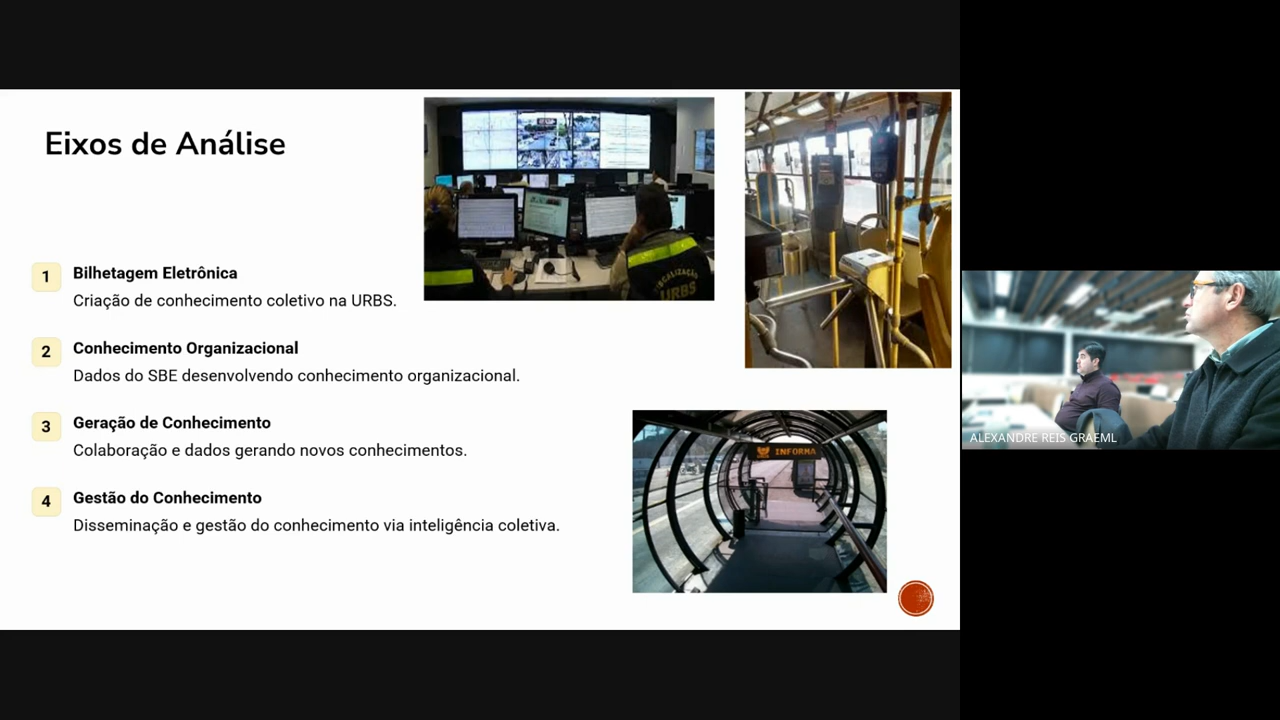 Eixos de Análise
1
Bilhetagem Eletrônica
Criação de conhecimento coletivo na URBS.
2
Conhecimento Organizacional
Dados do SBE desenvolvendo conhecimento organizacional.
3
Geração de Conhecimento
Colaboração e dados gerando novos conhecimentos.
4
Gestão do Conhecimento
Disseminação e gestão do conhecimento via inteligência coletiva.
FISCALIZAÇÃO
URBS
INFORMA
ALEXANDRE REIS GRAEML